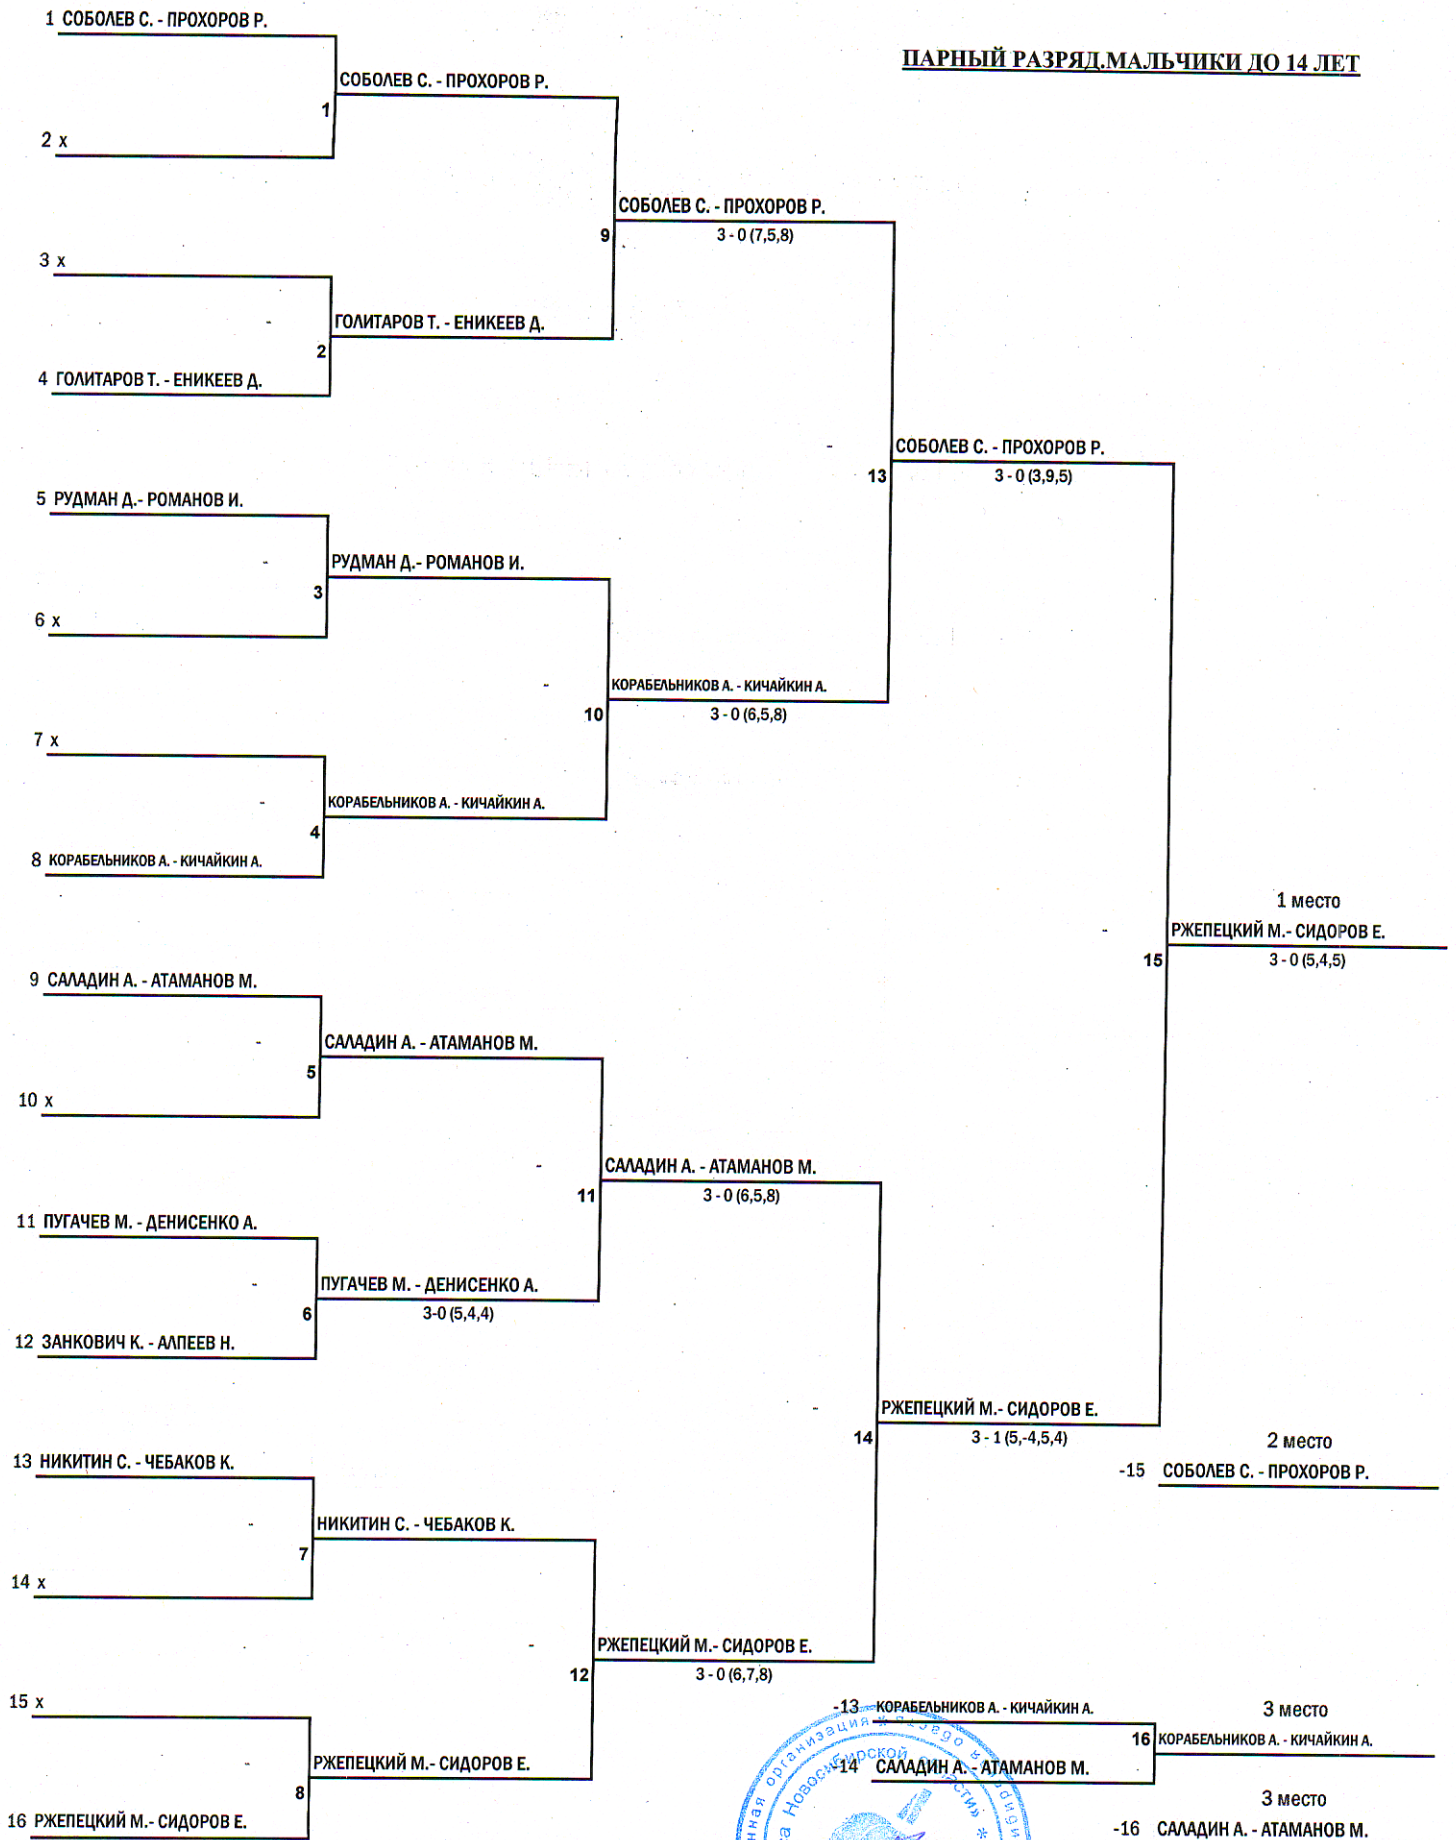 1 СОБОЛЕВ С. - ПРОХОРОВ Р.
ПАРНЫЙ РАЗРЯД.МАЛЬЧИКИ ДО 14 ЛЕТ
СОБОЛЕВ С. - ПРОХОРОВ Р.
1
2 х
СОБОЛЕВ С. - ПРОХОРОВ Р.
9
3 - 0 (7,5,8)
3 х
-
ГОЛИТАРОВ Т. - ЕНИКЕЕВ Д.
2
4 ГОЛИТАРОВ Т. - ЕНИКЕЕВ Д.
-
СОБОЛЕВ С. - ПРОХОРОВ Р.
13
3 - 0 (3,9,5)
5 РУДМАН Д.- РОМАНОВ И.
-
РУДМАН Д.- РОМАНОВ И.
3
6 х
-
КОРАБЕЛЬНИКОВ А. - КИЧАЙКИН А.
10
3 - 0 (6,5,8)
7 х
-
КОРАБЕЛЬНИКОВ А. - КИЧАЙКИН А.
4
8 КОРАБЕЛЬНИКОВ А. - КИЧАЙКИН А.
1 место
-
РЖЕПЕЦКИЙ М.- СИДОРОВ Е.
15
3 - 0 (5,4,5)
9 САЛАДИН А. - АТАМАНОВ М.
-
САЛАДИН А. - АТАМАНОВ М.
5
10 х
-
САЛАДИН А. - АТАМАНОВ М.
11
3 - 0 (6,5,8)
11 ПУГАЧЕВ М. - ДЕНИСЕНКО А.
-
ПУГАЧЕВ М. - ДЕНИСЕНКО А.
6
3-0 (5,4,4)
12 ЗАНКОВИЧ К. - АЛПЕЕВ Н.
-
РЖЕПЕЦКИЙ М.- СИДОРОВ Е.
14
3 - 1 (5,-4,5,4)
2 место
-15 СОБОЛЕВ С. - ПРОХОРОВ Р.
13 НИКИТИН С. - ЧЕБАКОВ К.
-
НИКИТИН С. - ЧЕБАКОВ К.
7
14 х
-
РЖЕПЕЦКИЙ М.- СИДОРОВ Е.
12
3 - 0 (6,7,8)
15 х
-13 КОРАБЕЛЬНИКОВ А. - КИЧАЙКИН А.
3 место
16 КОРАБЕЛЬНИКОВ А. - КИЧАЙКИН А.
РЖЕПЕЦКИЙ М.- СИДОРОВ Е.
8
-14 САЛАДИН А. - АТАМАНОВ М.
3 место
16 РЖЕПЕЦКИЙ М.- СИДОРОВ Е.
-16 САЛАДИН А. - АТАМАНОВ М.
организация
Новосибирской